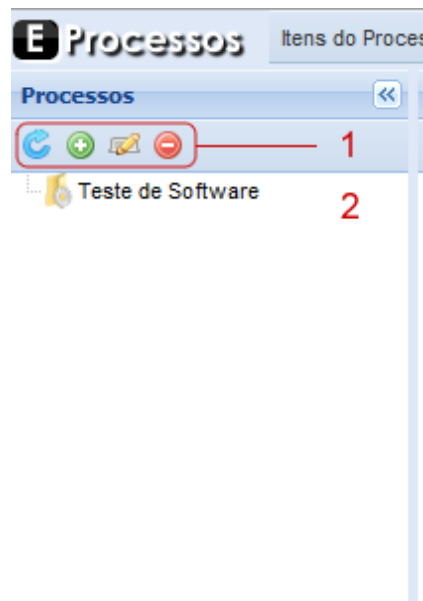 E Processos
Itens do Proces
Processos
1
Teste de Software
2